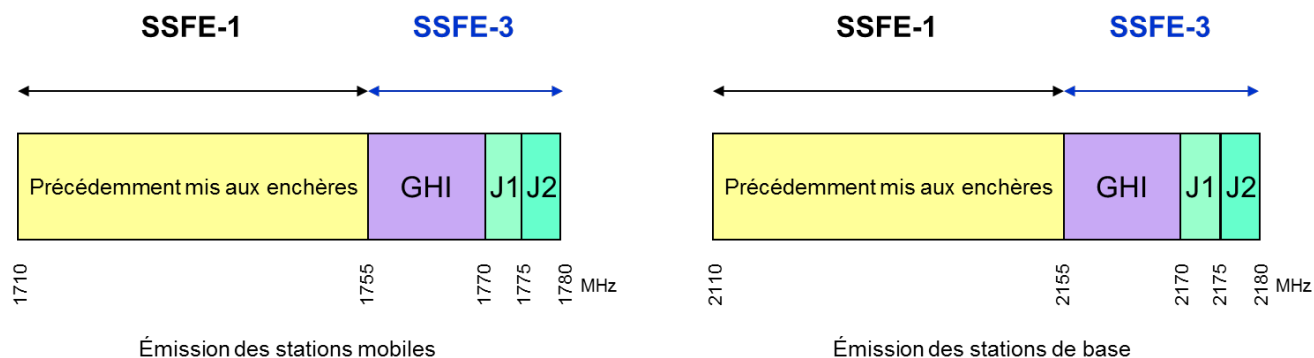 SSFE-1 SSFE-3 SSFE-1 SSFE-3
Précédemment mis aux enchères GHI J1 J2 Précédemment mis aux enchères GHI J1 J2
1710 1755 1770 1775 1780 MHz 2110 2155 2170 2175 2180 MHz
Émission des stations mobiles Émission des stations de base